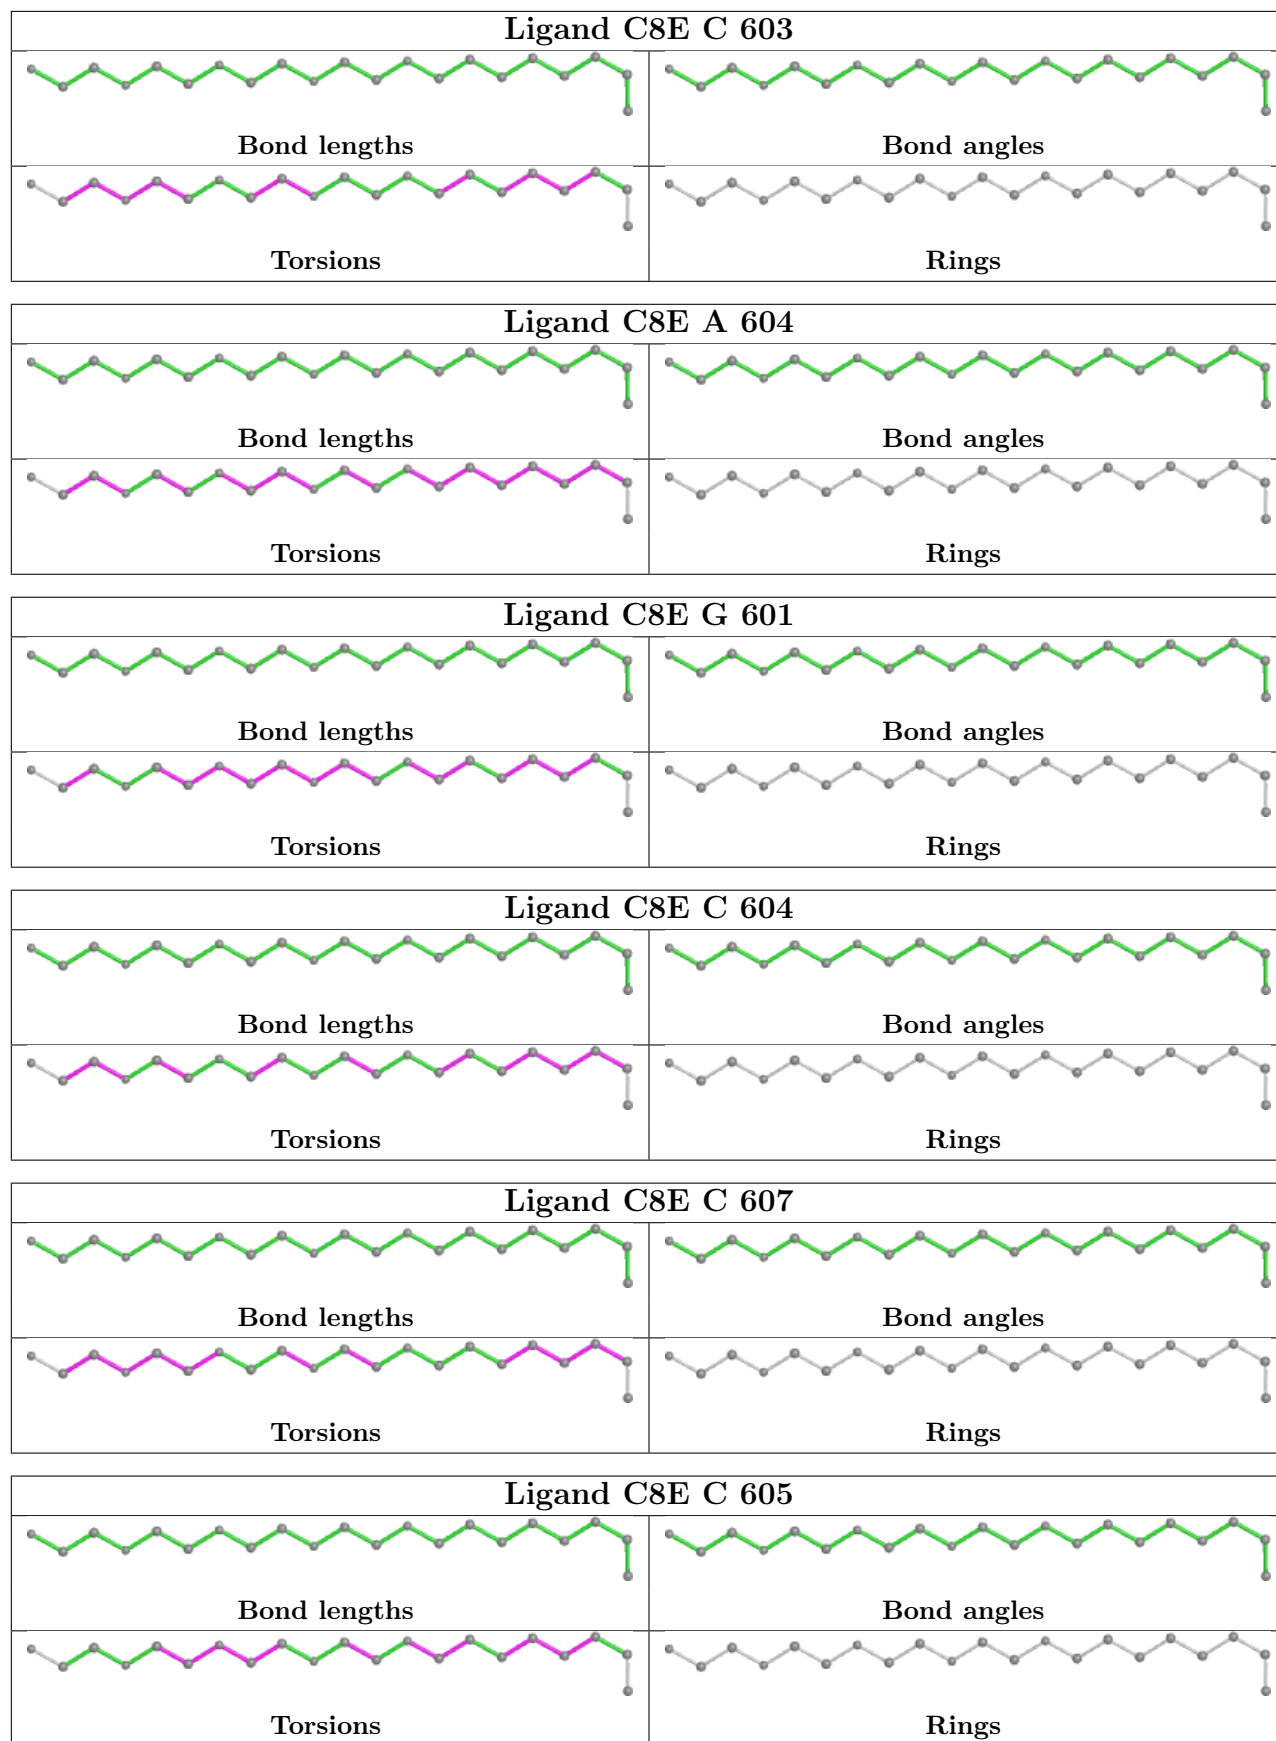 Ligand C8E C 603
Bond lengths Bond angles
Torsions Rings
Ligand C8E A 604
Bond lengths Bond angles
Torsions Rings
Ligand C8E G 601
Bond lengths Bond angles
Torsions Rings
Ligand C8E C 604
Bond lengths Bond angles
Torsions Rings
Ligand C8E C 607
Bond lengths Bond angles
Torsions Rings
Ligand C8E C 605
Bond lengths Bond angles
Torsions Rings